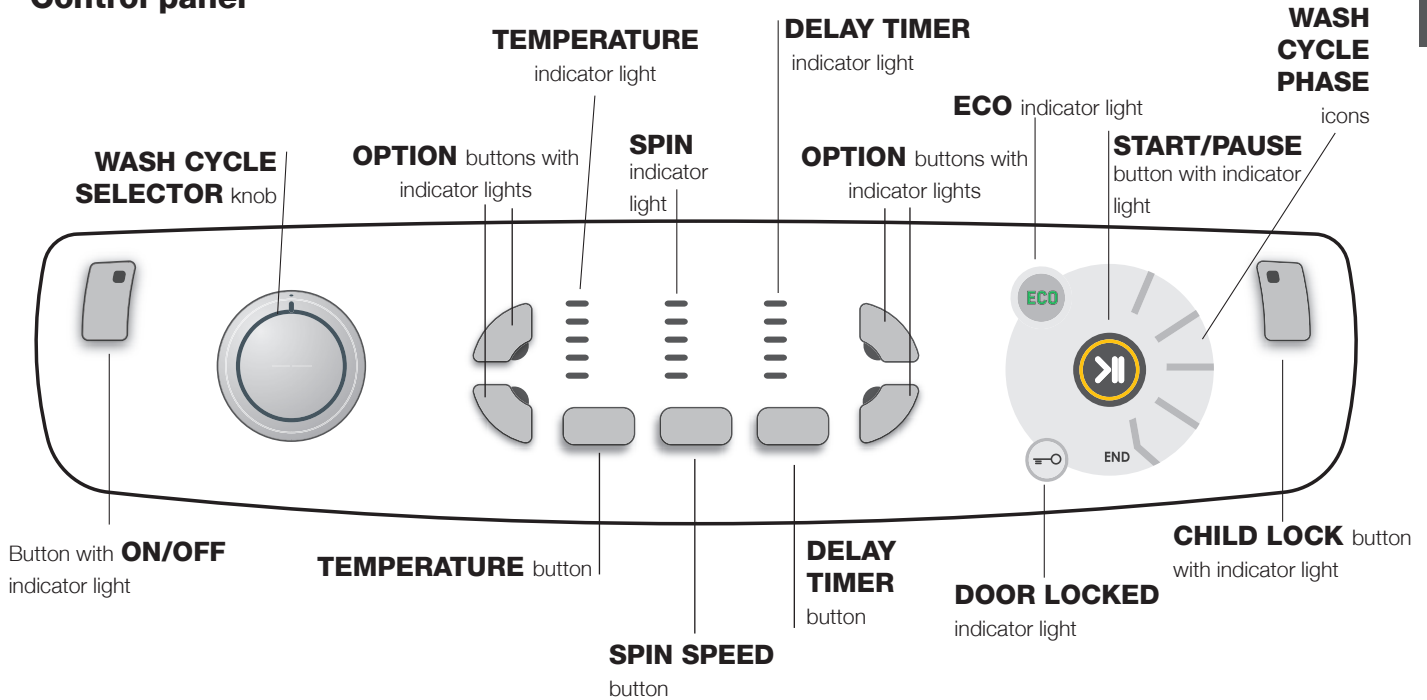 Control panel
TEMPERATURE
indicator light
DELAY TIMER
indicator light
WASH
CYCLE
PHASE
icons
ECO indicator light
WASH CYCLE
SELECTOR knob
OPTION buttons with
indicator lights
SPIN
indicator
light
OPTION buttons with
indicator lights
START/PAUSE
button with indicator
light
ECO
END
Button with ON/OFF
indicator light
TEMPERATURE button
SPIN SPEED
button
DELAY
TIMER
button
DOOR LOCKED
indicator light
CHILD LOCK button
with indicator light